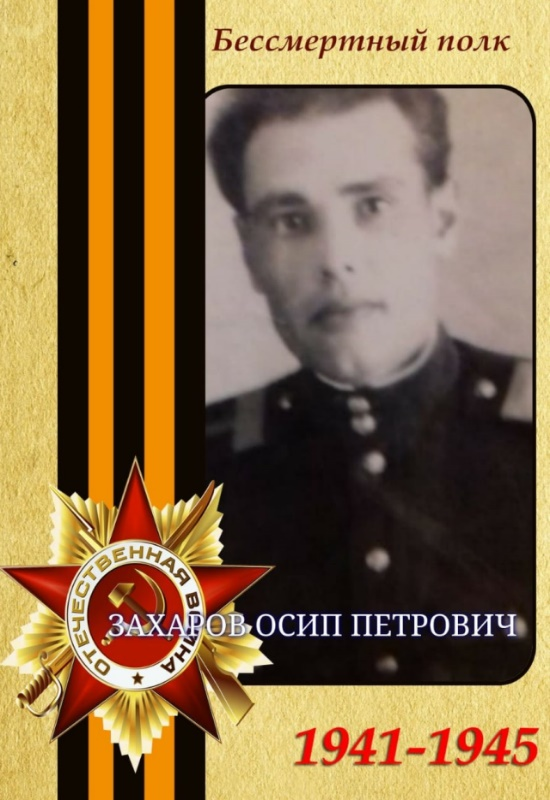 Бессмертный полк
ОТЕЧЕСТВЕННАЯ ВОЙНА
ЗАХАРОВ ОСИП ПЕТРОВИЧ
1941-1945